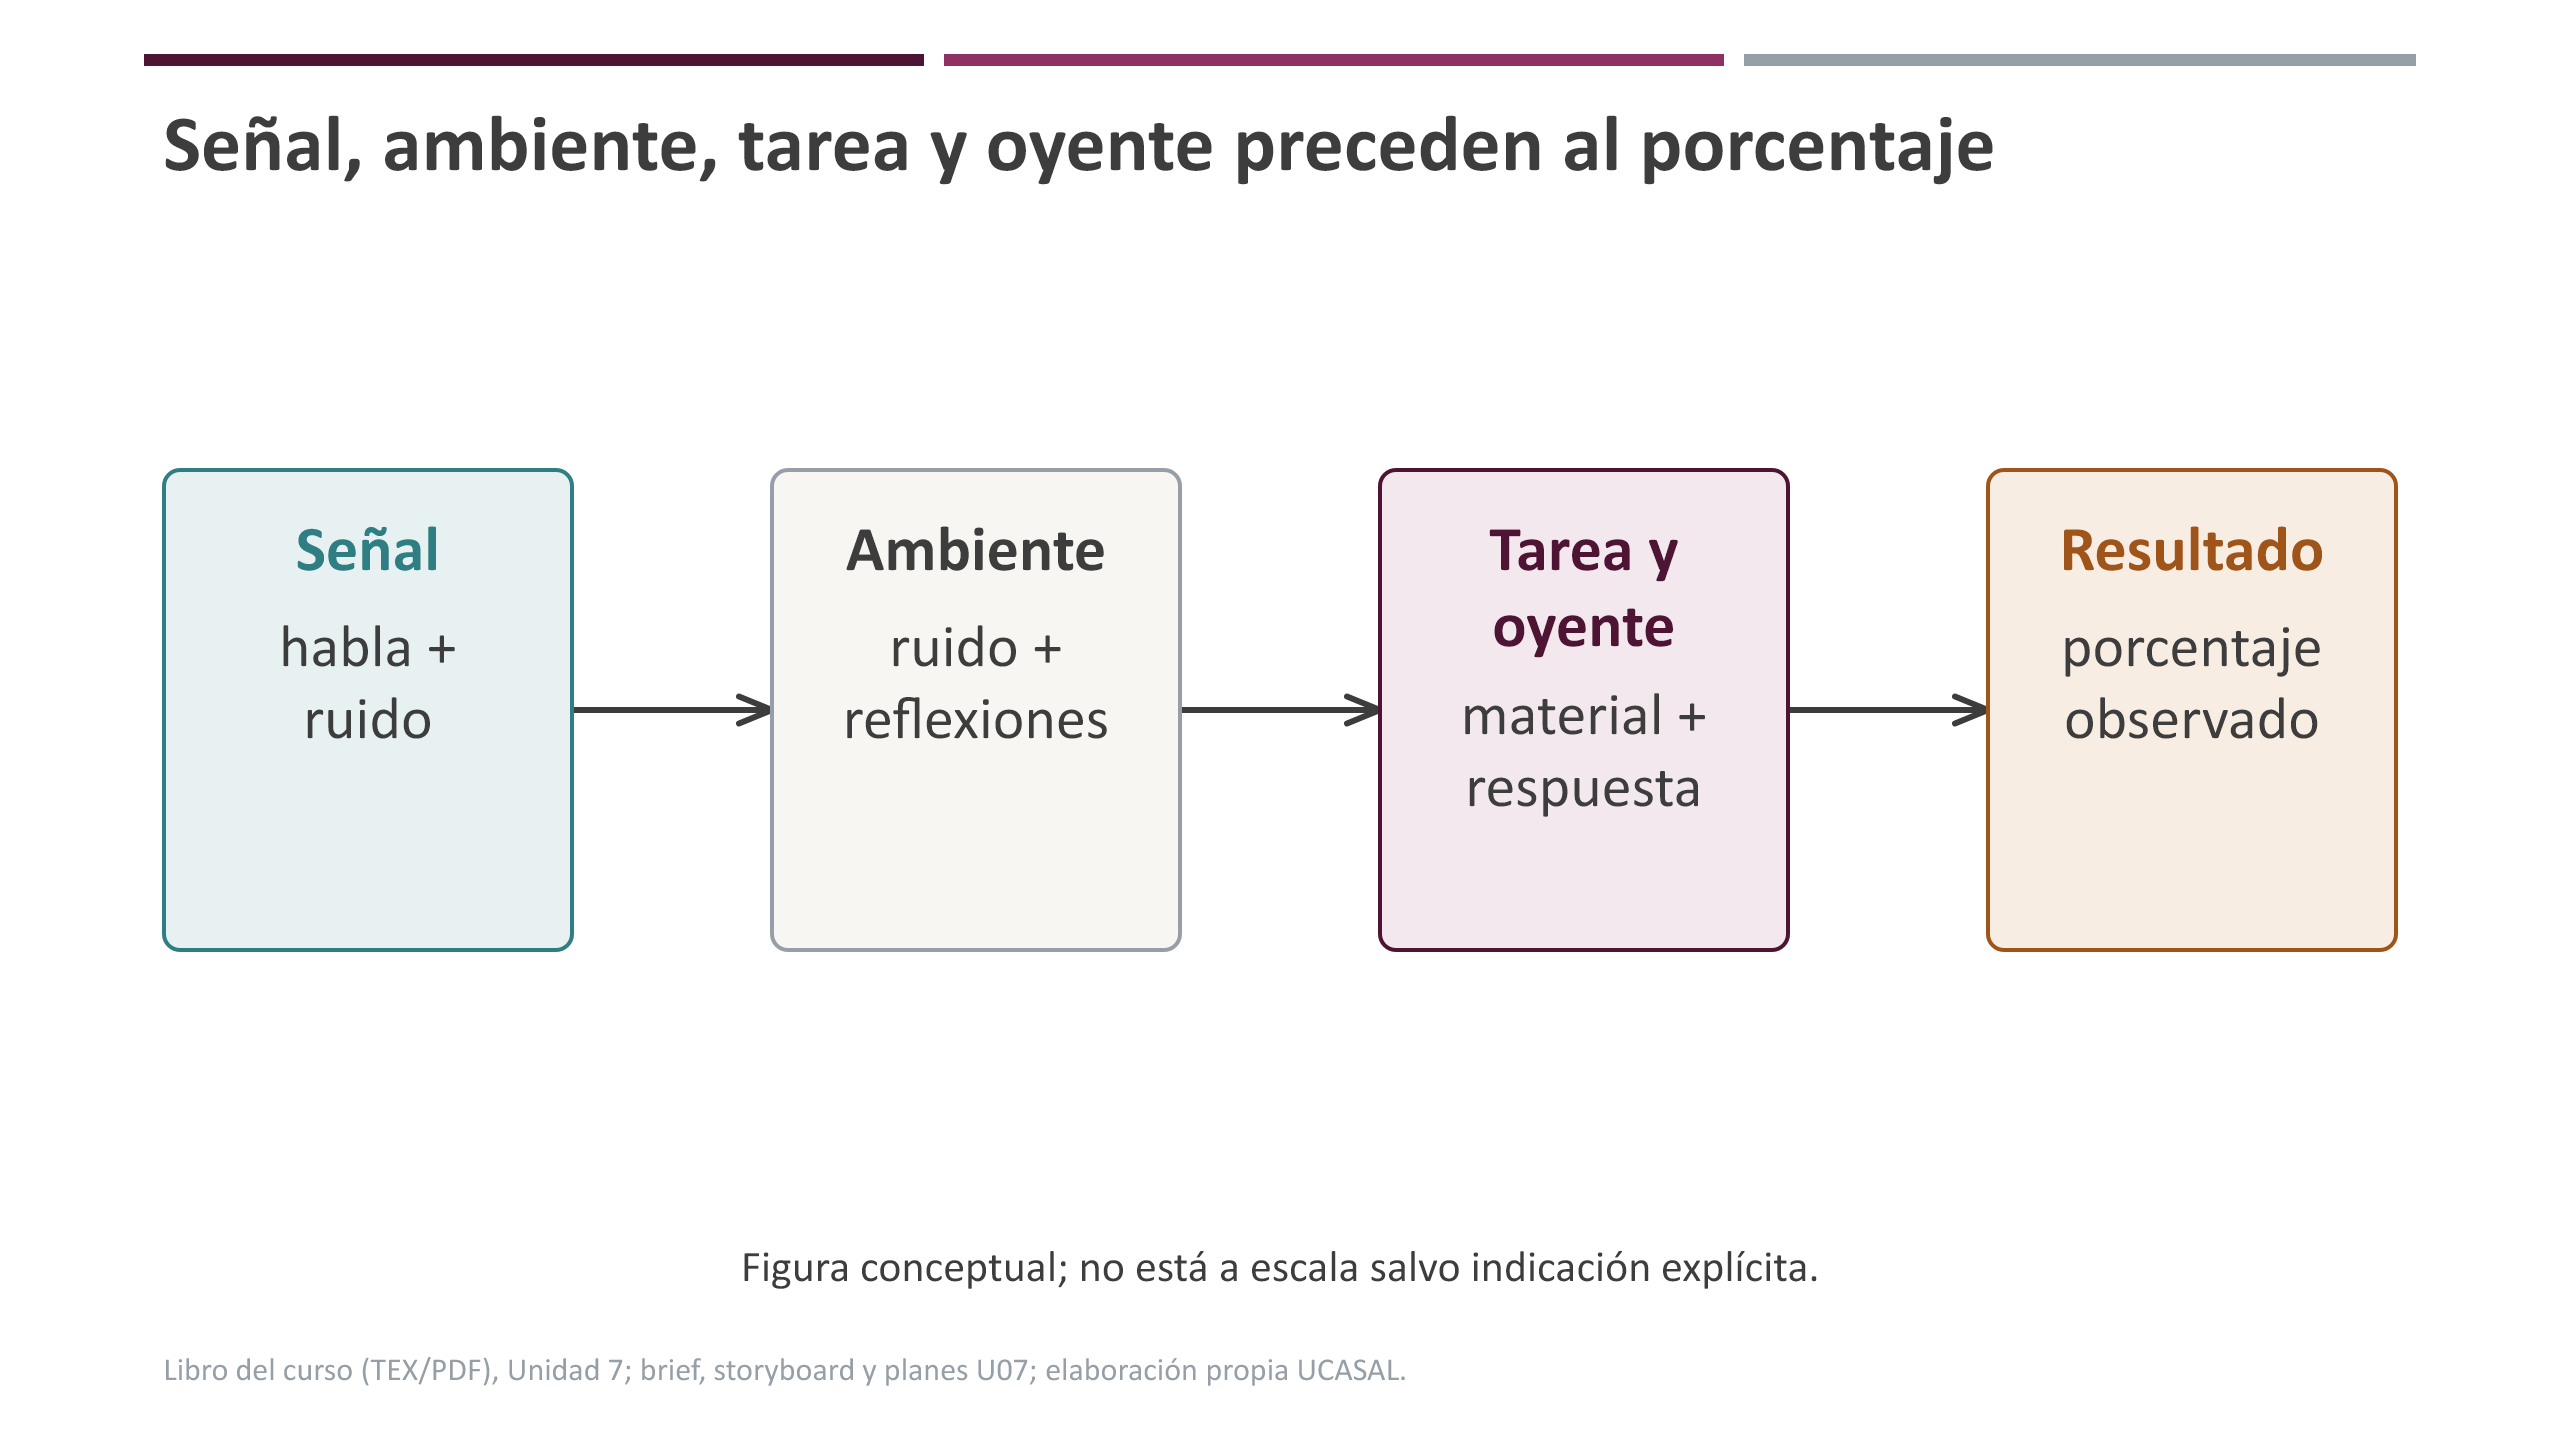 Señal, ambiente, tarea y oyente preceden al porcentaje
Señal
habla +
ruido
Ambiente
ruido +
reflexiones
Tarea y
oyente
material +
respuesta
Resultado
porcentaje
observado
Figura conceptual; no está a escala salvo indicación explícita.
Libro del curso (TEX/PDF), Unidad 7; brief, storyboard y planes U07; elaboración propia UCASAL.